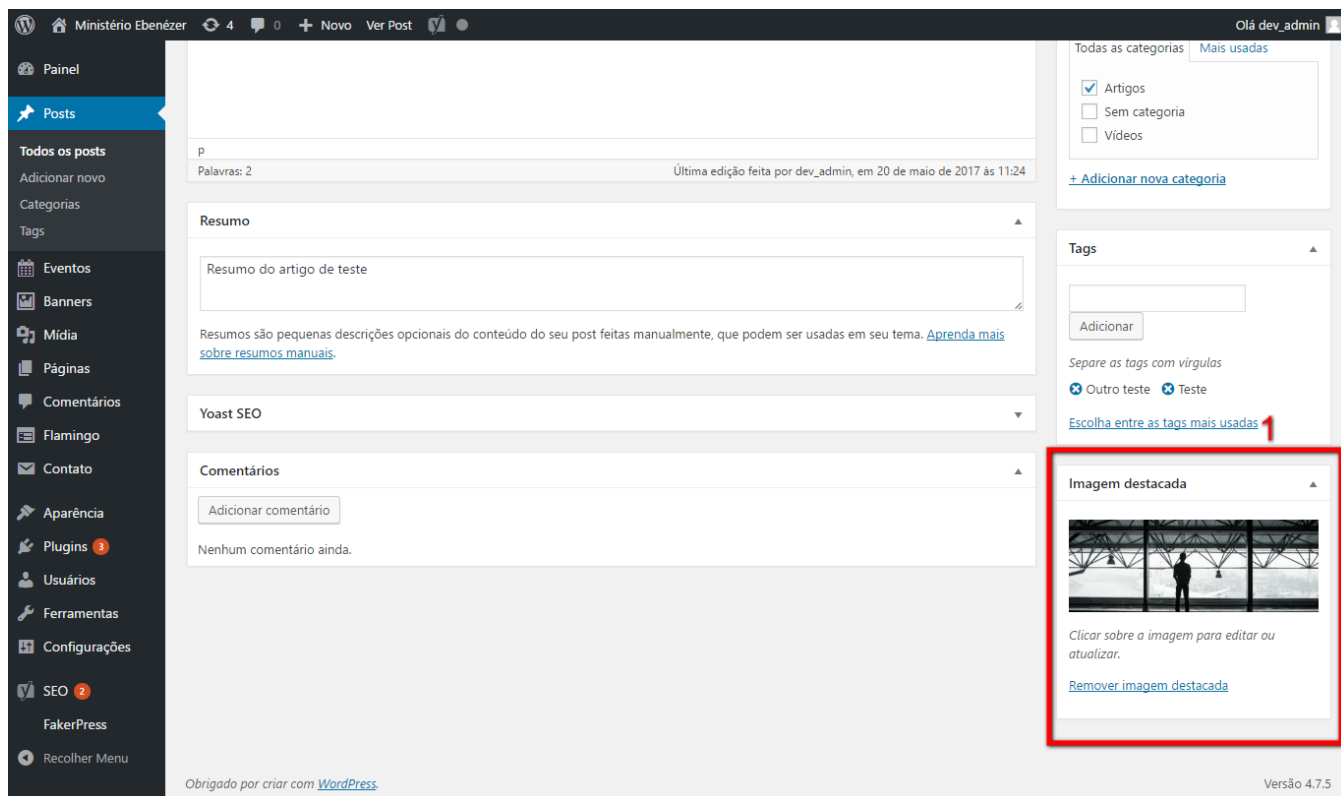 Ministério Ebenézer 4 0 + Novo Ver Post Olá dev_admin
Painel
Posts
Todos os posts
Adicionar novo
Categorias
Tags
Eventos
Banners
Mídia
Páginas
Comentários
Flamingo
Contato
Aparência
Plugins 3
Usuários
Ferramentas
Configurações
SEO 2
FakerPress
Recolher Menu
p
Palavras: 2 Última edição feita por dev_admin, em 20 de maio de 2017 às 11:24
Resumo
Resumo do artigo de teste
Resumos são pequenas descrições opcionais do conteúdo do seu post feitas manualmente, que podem ser usadas em seu tema. Aprenda mais
sobre resumos manuais.
Yoast SEO
Comentários
Adicionar comentário
Nenhum comentário ainda.
Todas as categorias Mais usadas
Artigos
Sem categoria
Vídeos
+ Adicionar nova categoria
Tags
Adicionar
Separe as tags com vírgulas
Outro teste Teste
Escolha entre as tags mais usadas 1
Imagem destacada
Clicar sobre a imagem para editar ou
atualizar.
Remover imagem destacada
Obrigado por criar com WordPress. Versão 4.7.5